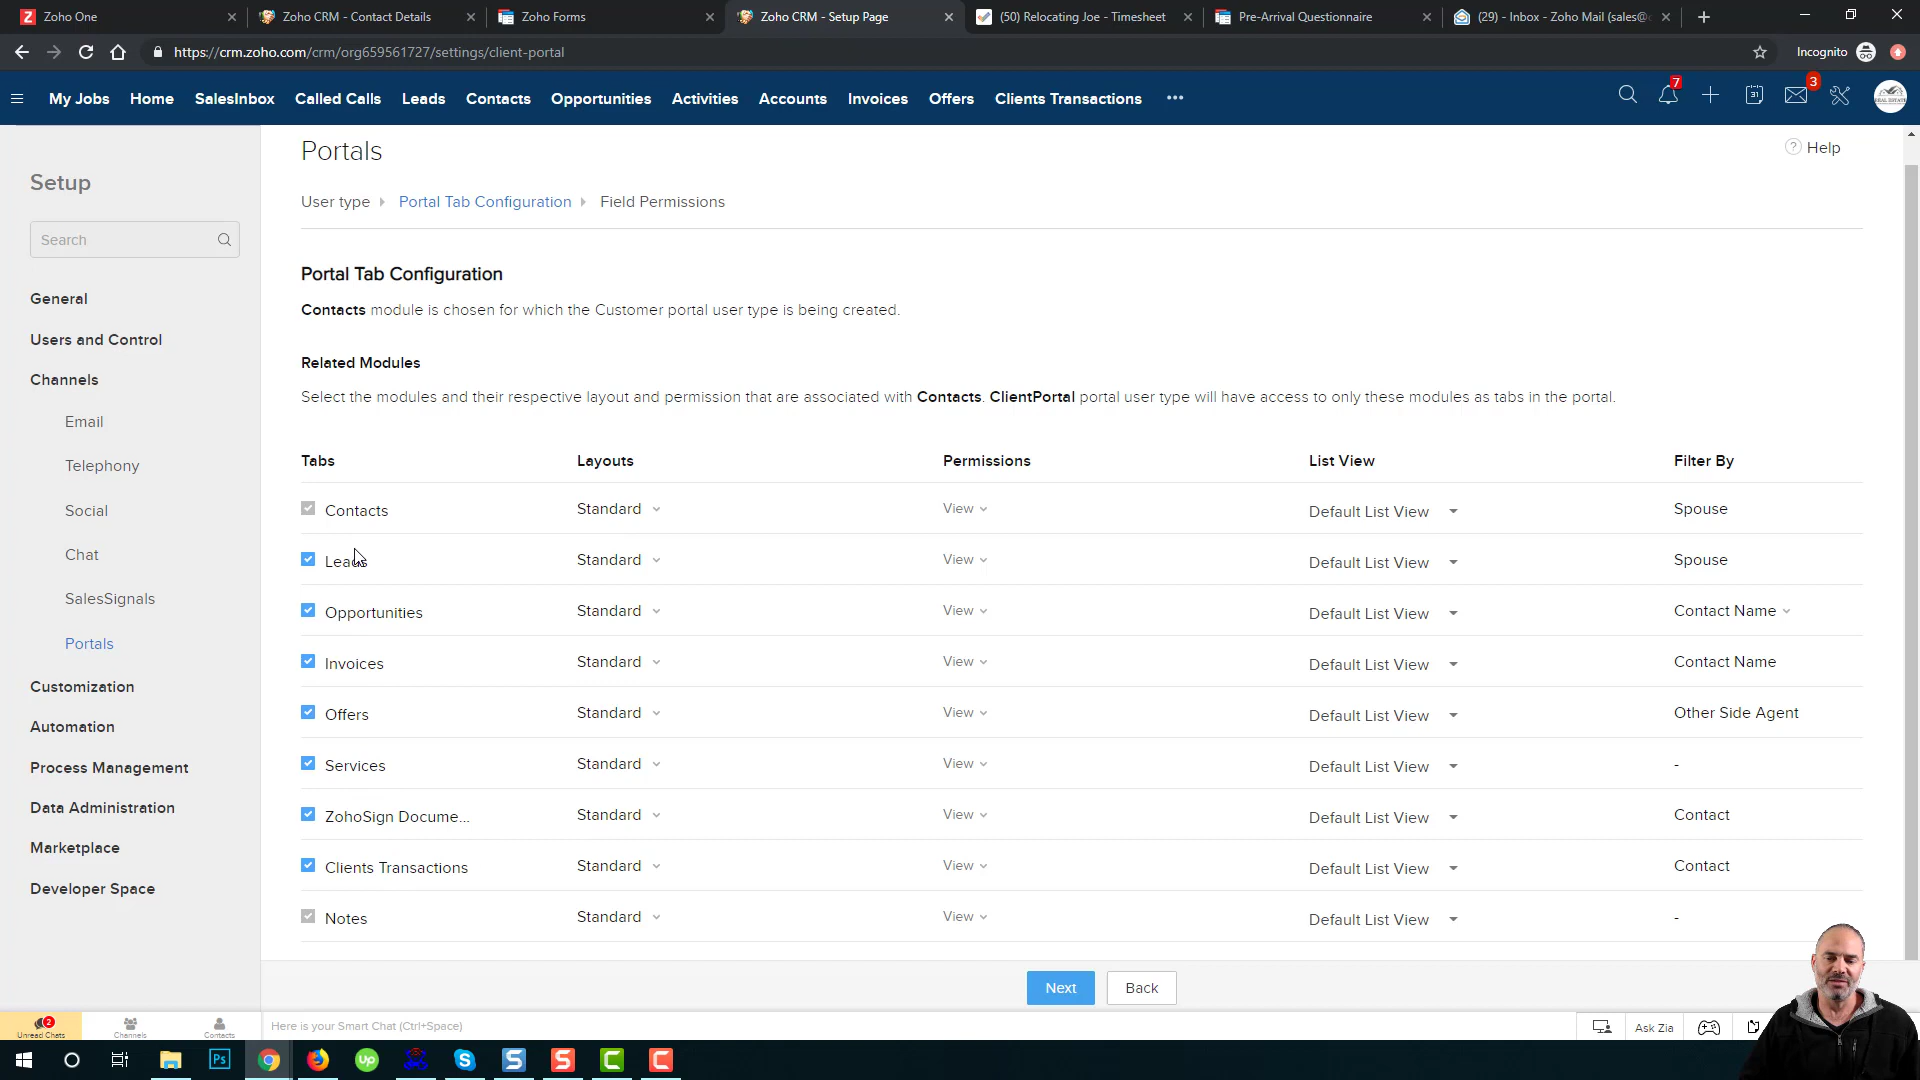 Zoho One
Zoho CRM - Contact Details
Zoho Forms
Zoho CRM - Setup Page
(50) Relocating Joe - Timesheet
Pre-Arrival Questionnaire
(29) - Inbox - Zoho Mail (sales@
https://crm.zoho.com/crm/org659561727/settings/client-portal
Incognito
My Jobs Home SalesInbox Called Calls Leads Contacts Opportunities Activities Accounts Invoices Offers Clients Transactions ...
7
31
3
REAL ESTATE
Setup
Search
General
Users and Control
Channels
Email
Telephony
Social
Chat
SalesSignals
Portals
Customization
Automation
Process Management
Data Administration
Marketplace
Developer Space
Portals
? Help
User type Portal Tab Configuration Field Permissions
Portal Tab Configuration
Contacts module is chosen for which the Customer portal user type is being created.
Related Modules
Select the modules and their respective layout and permission that are associated with Contacts. ClientPortal portal user type will have access to only these modules as tabs in the portal.
Tabs Layouts Permissions List View Filter By
Contacts Standard View Default List View Spouse
Leads Standard View Default List View Spouse
Opportunities Standard View Default List View Contact Name
Invoices Standard View Default List View Contact Name
Offers Standard View Default List View Other Side Agent
Services Standard View Default List View -
ZohoSign Docume... Standard View Default List View Contact
Clients Transactions Standard View Default List View Contact
Notes Standard View Default List View -
Next Back
2
Unread Chats Channels Contacts
Here is your Smart Chat (Ctrl+Space)
Ask Zia
Ps
Up
S
S
S
C
C